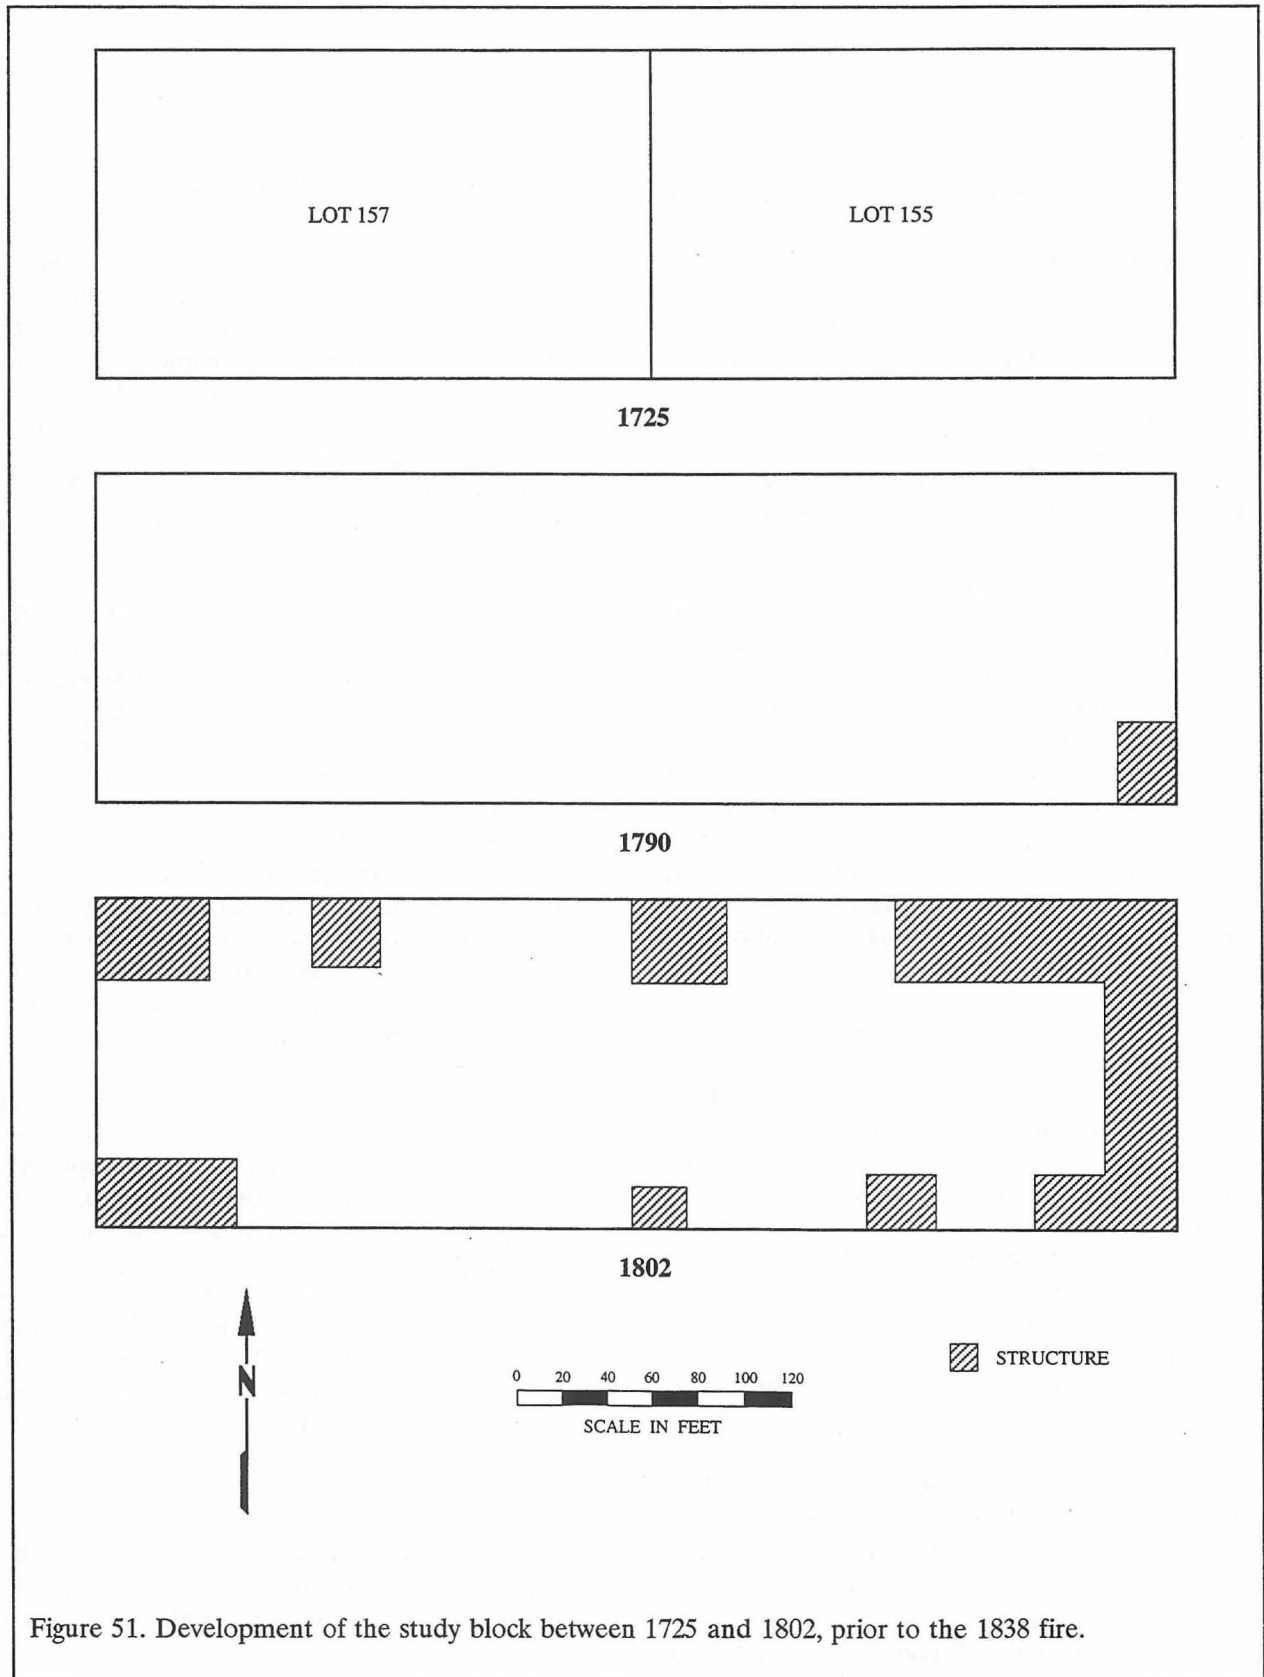 LOT 157
LOT 155
1725
1790
1802
N
0 20 40 60 80 100 120
SCALE IN FEET
STRUCTURE
Figure 51. Development of the study block between 1725 and 1802, prior to the 1838 fire.